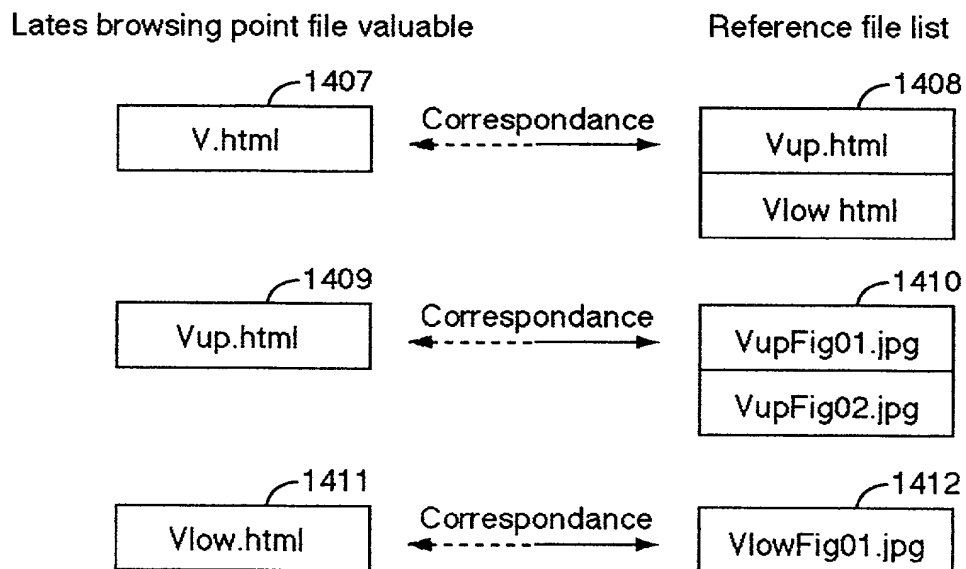 Lates browsing point file valuable
Reference file list
1407
1408
V.html
Correspondance
Vup.html
Vlow html
1409
1410
Vup.html
Correspondance
VupFig01.jpg
VupFig02.jpg
1411
1412
Vlow.html
Correspondance
VlowFig01.jpg